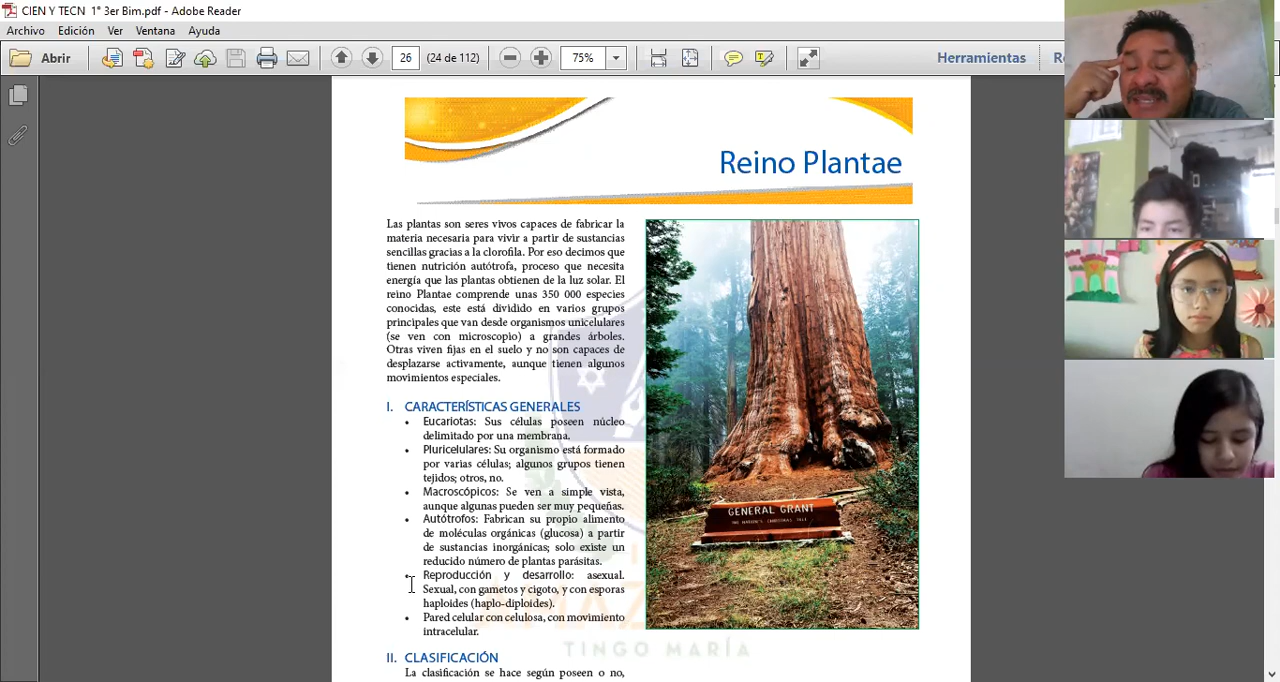 CIEN Y TECN 1° 3er Bim.pdf - Adobe Reader
Archivo Edición Ver Ventana Ayuda
Abrir 26 (24 de 112) 75% Herramientas
Reino Plantae
Las plantas son seres vivos capaces de fabricar la
materia necesaria para vivir a partir de sustancias
sencillas gracias a la clorofila. Por eso decimos que
tienen nutrición autótrofa, proceso que necesita
energía que las plantas obtienen de la luz solar. El
reino Plantae comprende unas 350 000 especies
conocidas, este está dividido en varios grupos
principales que van desde organismos unicelulares
(se ven con microscopio) a grandes árboles.
Otras viven fijas en el suelo y no son capaces de
desplazarse activamente, aunque tienen algunos
movimientos especiales.
I. CARACTERÍSTICAS GENERALES
• Eucariotas: Sus células poseen núcleo
delimitado por una membrana.
• Pluricelulares: Su organismo está formado
por varias células; algunos grupos tienen
tejidos; otros, no.
• Macroscópicos: Se ven a simple vista,
aunque algunas pueden ser muy pequeñas.
• Autótrofos: Fabrican su propio alimento
de moléculas orgánicas (glucosa) a partir
de sustancias inorgánicas; solo existe un
reducido número de plantas parásitas.
• Reproducción y desarrollo: asexual.
Sexual, con gametos y cigoto, y con esporas
haploides (haplo-diploides).
• Pared celular con celulosa, con movimiento
intracelular.
II. CLASIFICACIÓN
La clasificación se hace según poseen o no,
GENERAL GRANT
THE NATION'S CHRISTMAS TREE
TINGO MARÍA